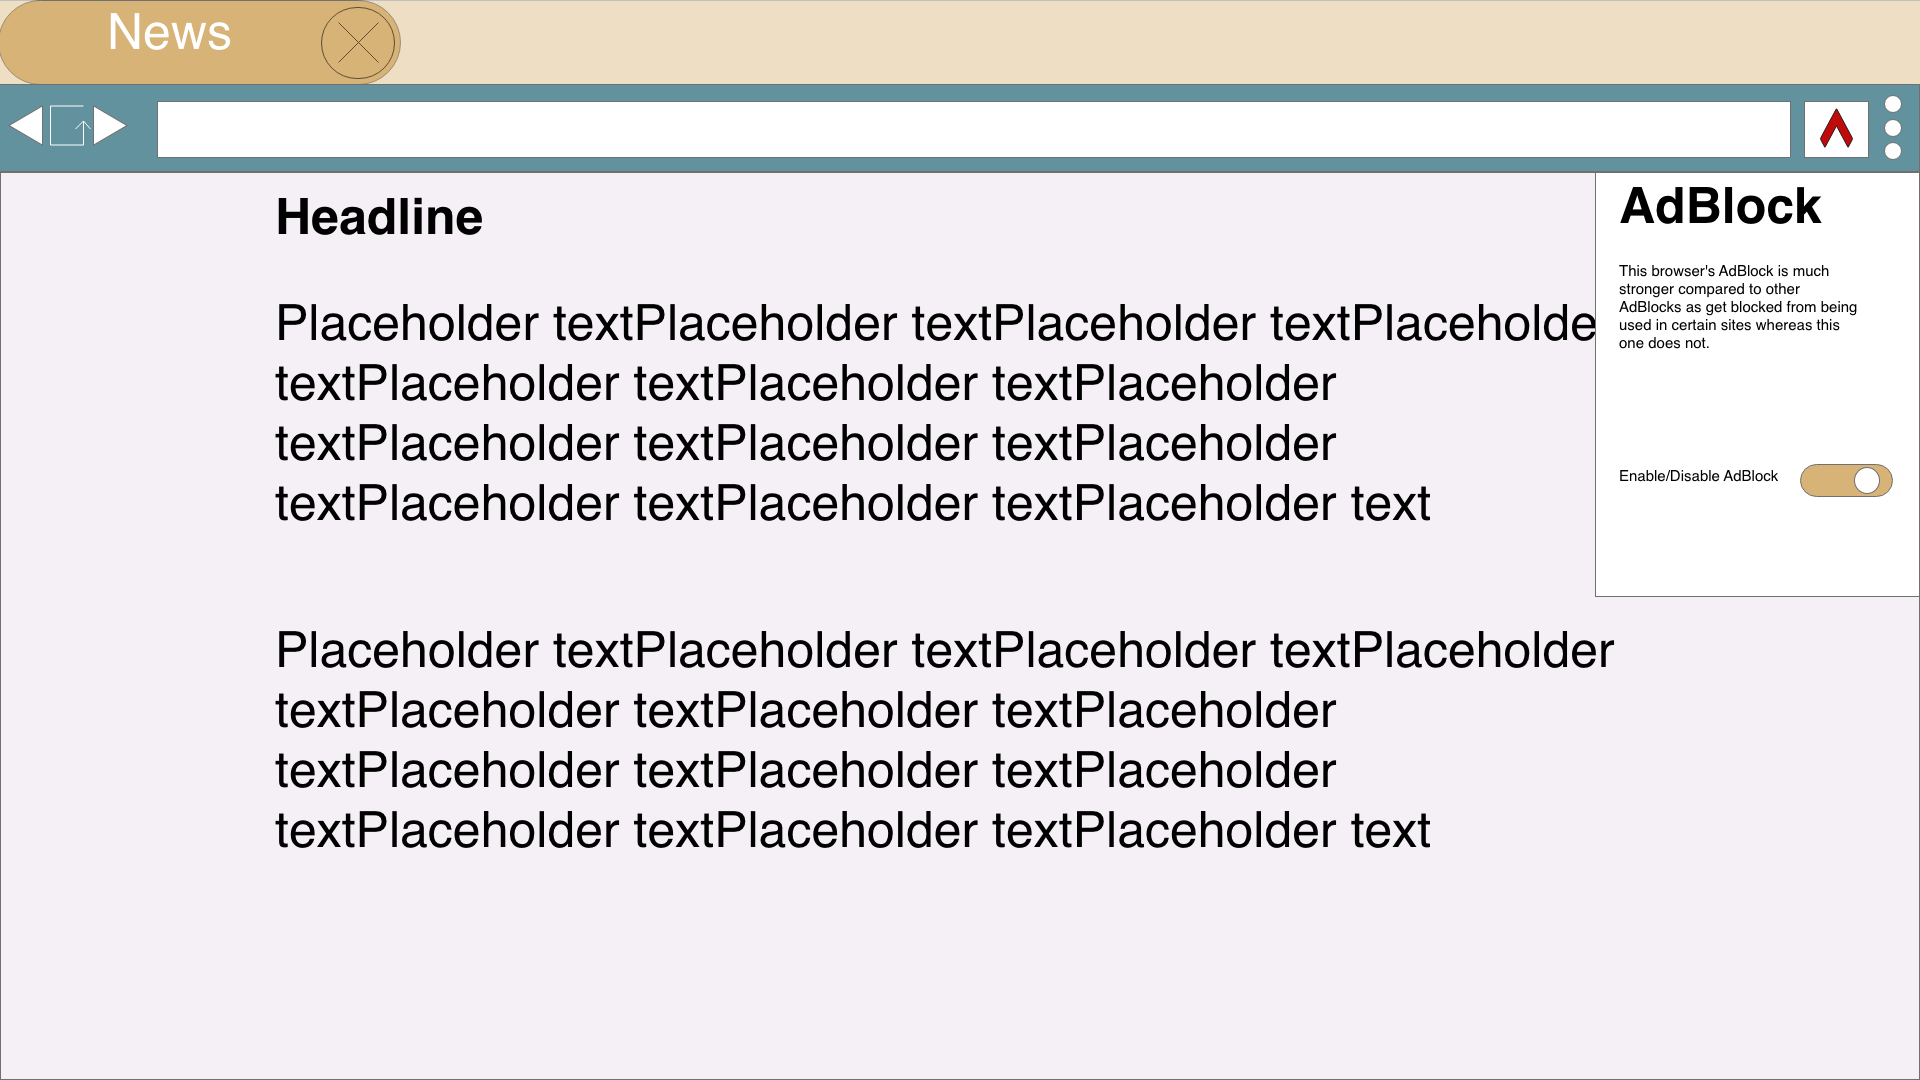 News
Headline
Placeholder textPlaceholder textPlaceholder textPlaceholde
textPlaceholder textPlaceholder textPlaceholder
textPlaceholder textPlaceholder textPlaceholder
textPlaceholder textPlaceholder textPlaceholder text
Placeholder textPlaceholder textPlaceholder textPlaceholder
textPlaceholder textPlaceholder textPlaceholder
textPlaceholder textPlaceholder textPlaceholder
textPlaceholder textPlaceholder textPlaceholder text
AdBlock
This browser's AdBlock is much
stronger compared to other
AdBlocks as get blocked from being
used in certain sites whereas this
one does not.
Enable/Disable AdBlock